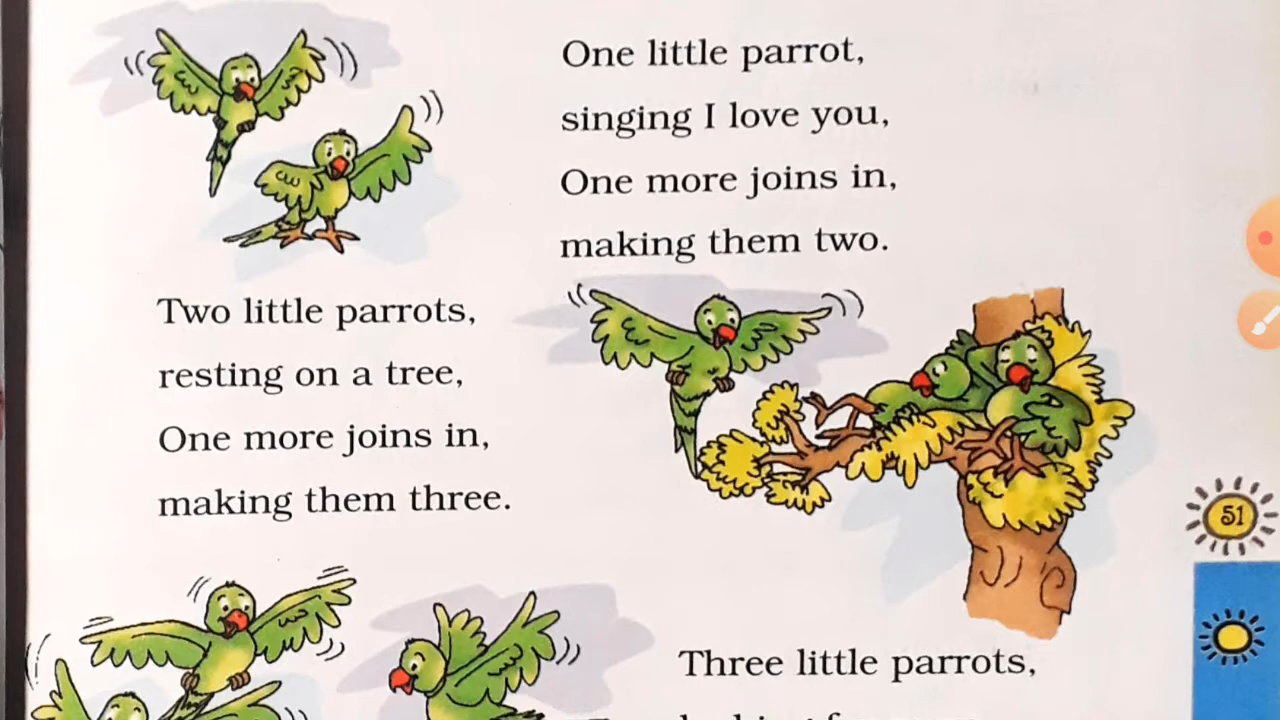 One little parrot,
singing I love you,
One more joins in,
making them two.
Two little parrots,
resting on a tree,
One more joins in,
making them three.
51
Three little parrots,